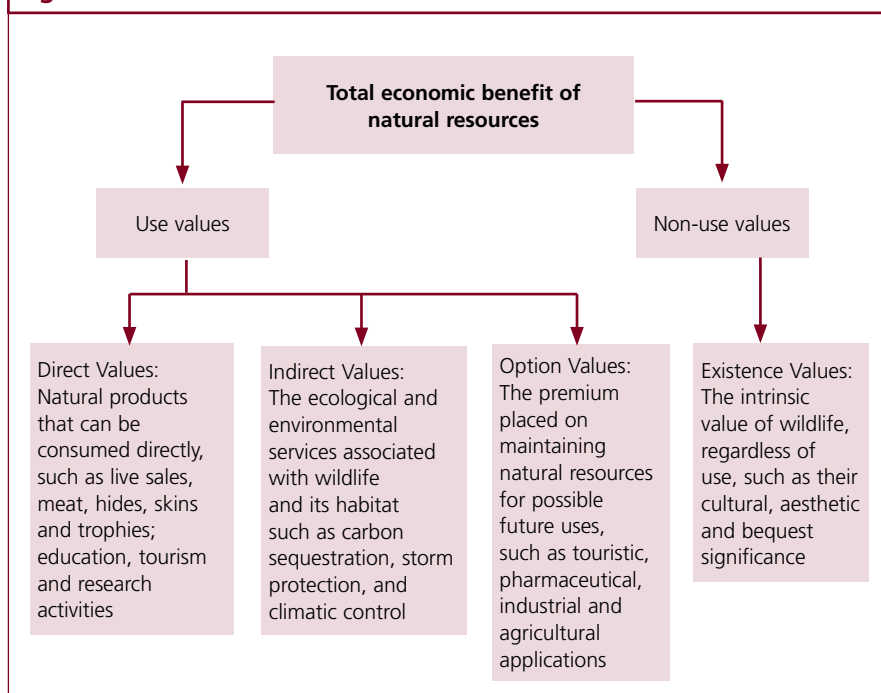 Total economic benefit of
natural resources
Use values
Non-use values
Direct Values:
Natural products
that can be
consumed directly,
such as live sales,
meat, hides, skins
and trophies;
education, tourism
and research
activities
Indirect Values:
The ecological and
environmental
services associated
with wildlife
and its habitat
such as carbon
sequestration, storm
protection, and
climatic control
Option Values:
The premium
placed on
maintaining
natural resources
for possible
future uses,
such as touristic,
pharmaceutical,
industrial and
agricultural
applications
Existence Values:
The intrinsic
value of wildlife,
regardless of
use, such as their
cultural, aesthetic
and bequest
significance